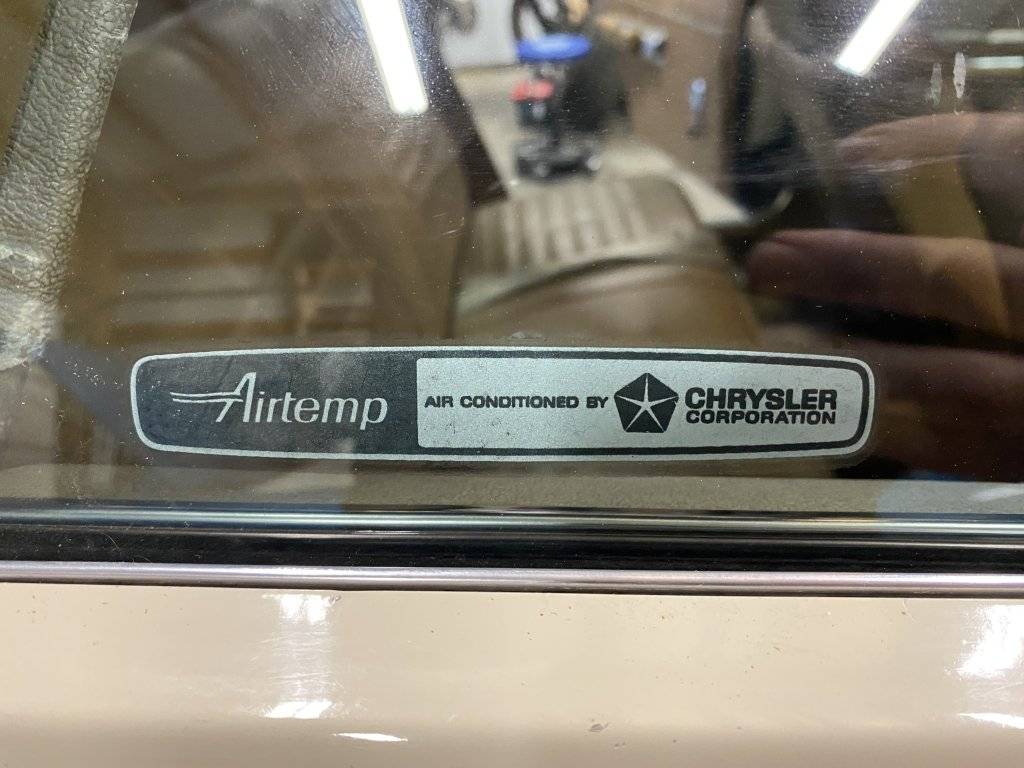 Airtemp
AIR CONDITIONED BY
CHRYSLER
CORPORATION